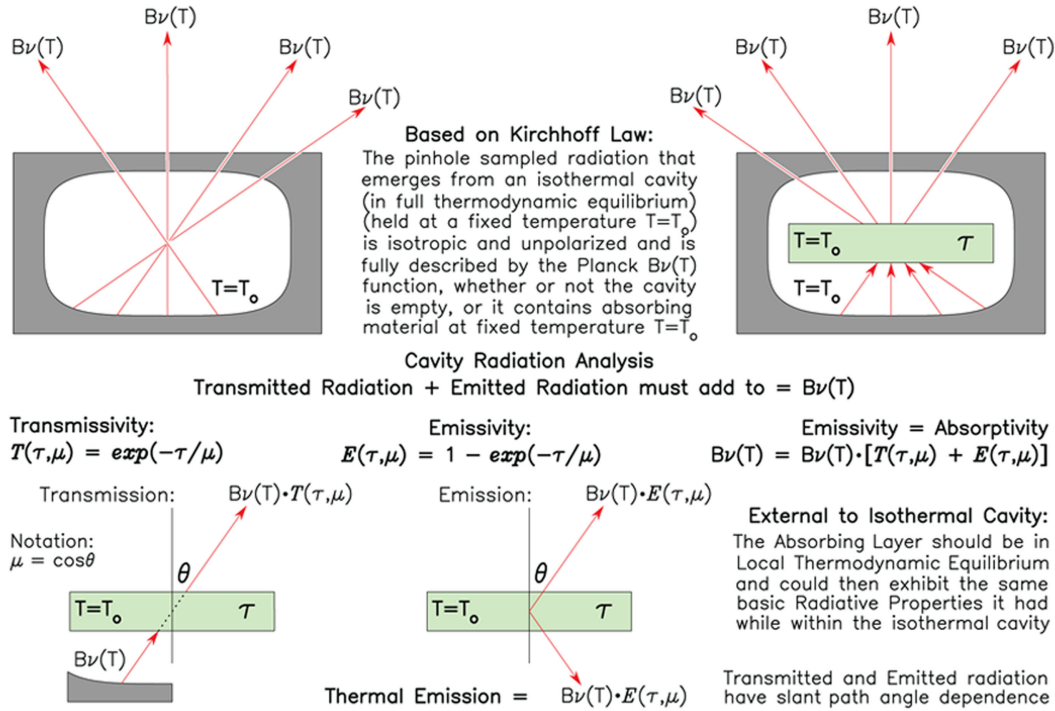 Bν(T)
Bν(T)
Bν(T)
Bν(T)
T=To
Based on Kirchhoff Law:
The pinhole sampled radiation that
emerges from an isothermal cavity
(in full thermodynamic equilibrium)
(held at a fixed temperature T=To)
is isotropic and unpolarized and is
fully described by the Planck Bν(T)
function, whether or not the cavity
is empty, or it contains absorbing
material at fixed temperature T=To
Bν(T)
Bν(T)
Bν(T)
Bν(T)
T=To τ
T=To
Cavity Radiation Analysis
Transmitted Radiation + Emitted Radiation must add to = Bν(T)
Transmissivity:
T(τ,μ) = exp(−τ/μ)
Emissivity:
E(τ,μ) = 1 − exp(−τ/μ)
Emissivity = Absorptivity
Bν(T) = Bν(T)·[T(τ,μ) + E(τ,μ)]
Transmission:
Bν(T)·T(τ,μ)
Notation:
μ = cosθ
θ
T=To τ
Bν(T)
Emission:
Bν(T)·E(τ,μ)
θ
T=To τ
Thermal Emission = Bν(T)·E(τ,μ)
External to Isothermal Cavity:
The Absorbing Layer should be in
Local Thermodynamic Equilibrium
and could then exhibit the same
basic Radiative Properties it had
while within the isothermal cavity
Transmitted and Emitted radiation
have slant path angle dependence